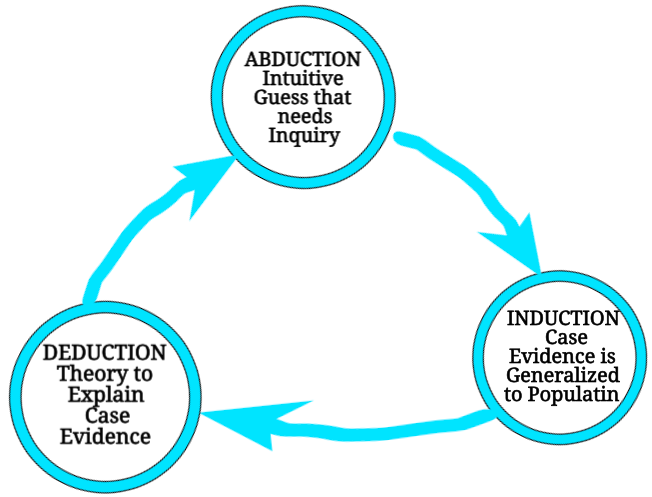 ABDUCTION
Intuitive
Guess that
needs
Inquiry
INDUCTION
Case
Evidence is
Generalized
to Populatin
DEDUCTION
Theory to
Explain
Case
Evidence